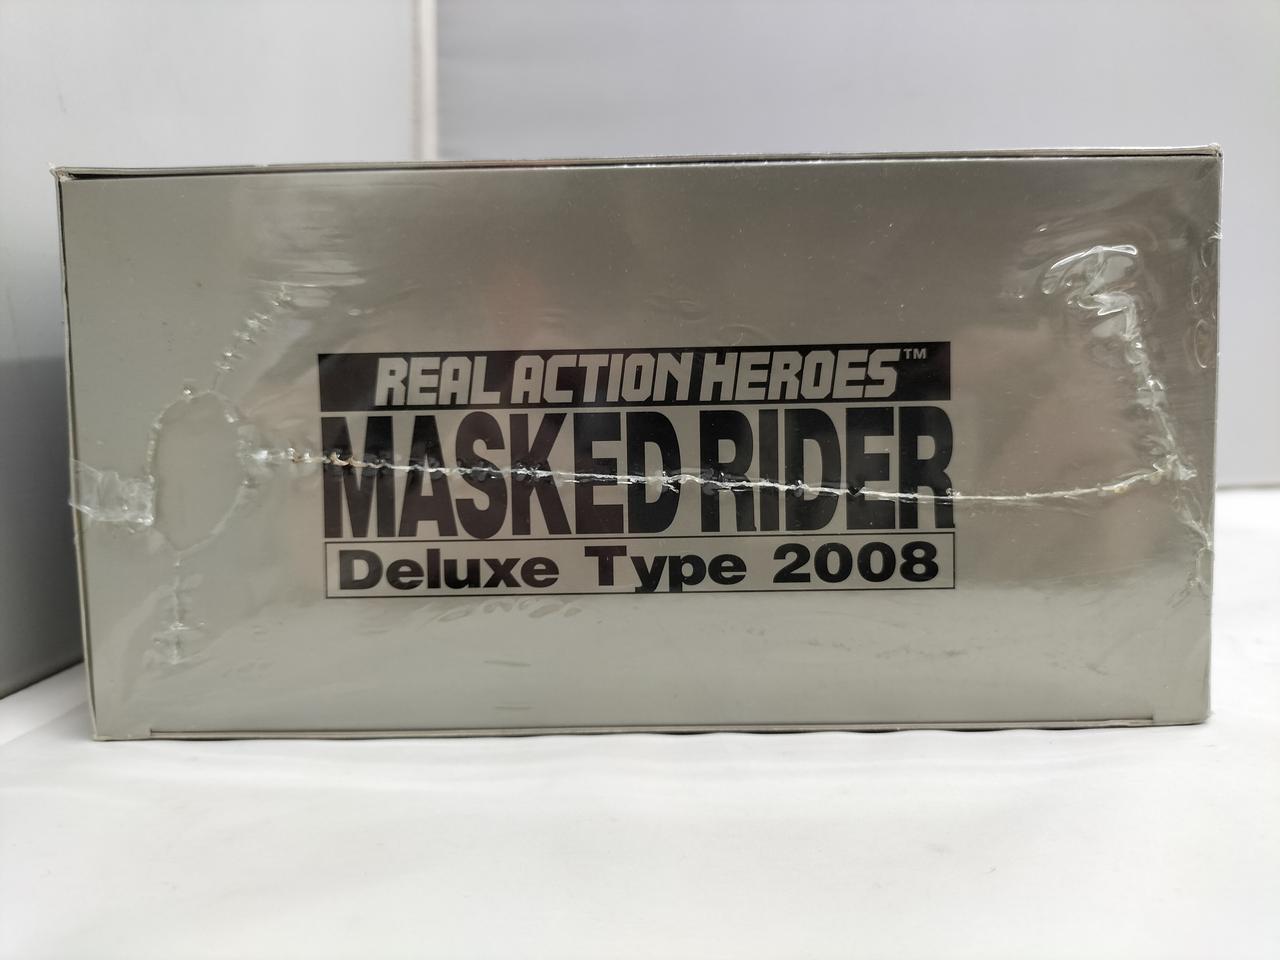 REAL ACTION HEROES™
MASKED RIDER
Deluxe Type 2008